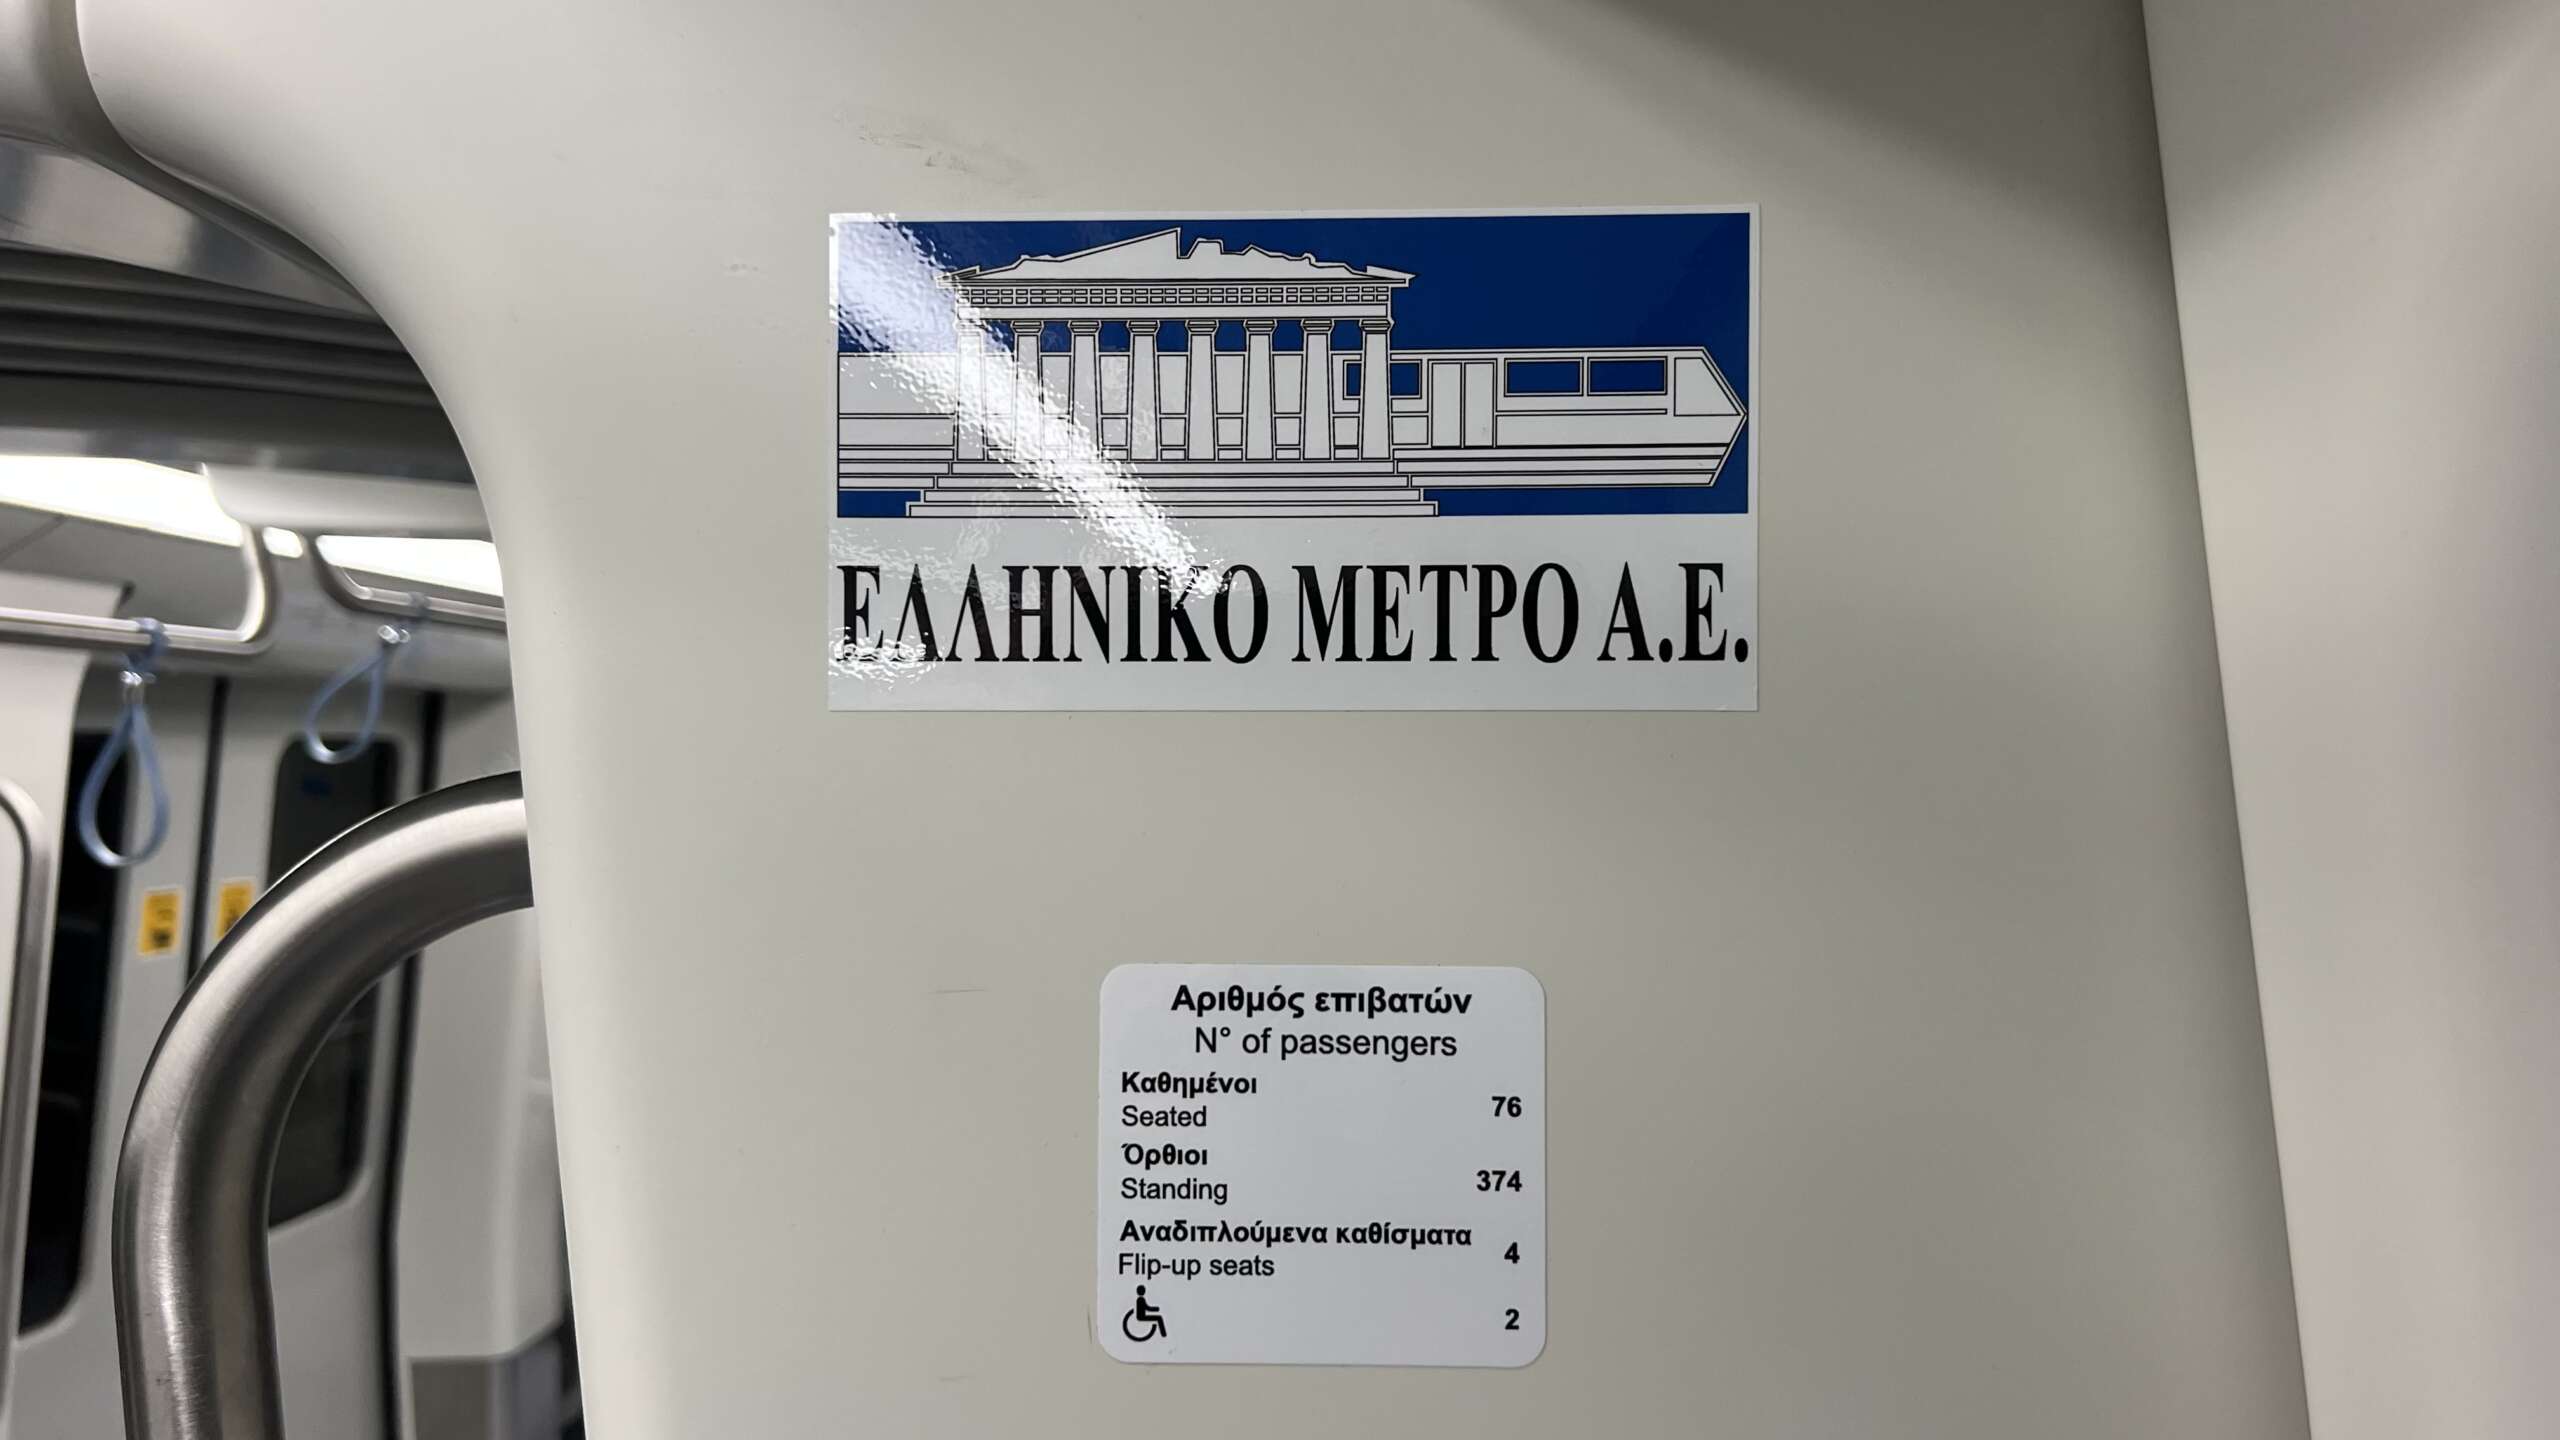 ΕΛΛΗΝΙΚΟ ΜΕΤΡΟ Α.Ε.
Αριθμός επιβατών
N° of passengers
Καθημένοι
Seated 76
Όρθιοι
Standing 374
Αναδιπλούμενα καθίσματα
Flip-up seats 4
2